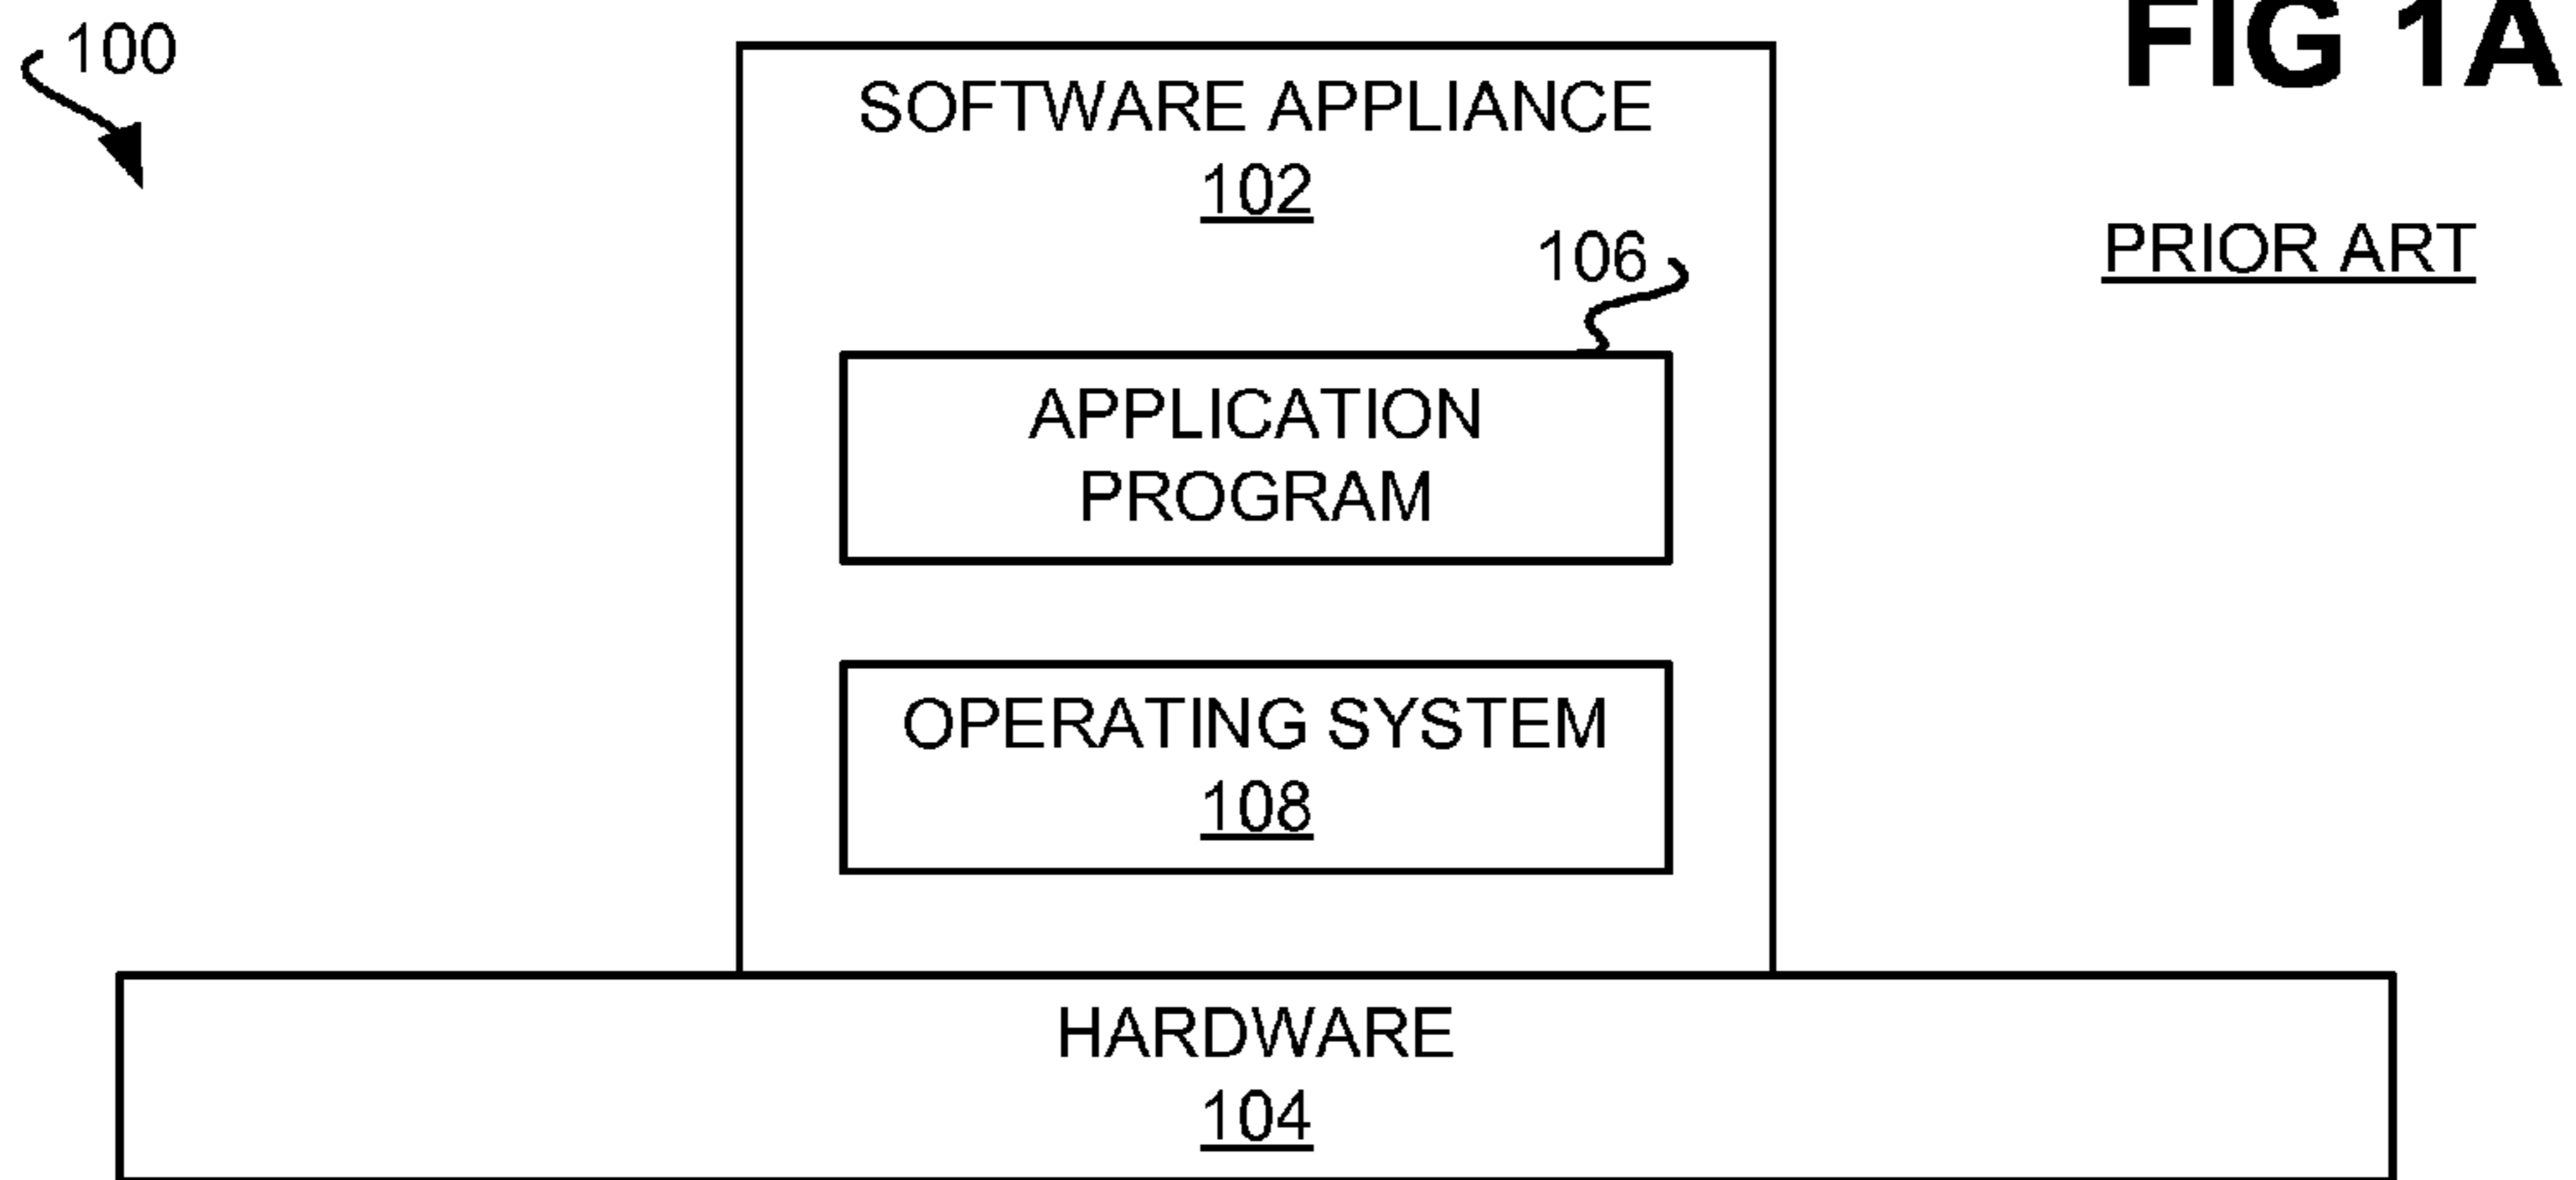 100
FIG 1A
SOFTWARE APPLIANCE
102
PRIOR ART
106
APPLICATION
PROGRAM
OPERATING SYSTEM
108
HARDWARE
104